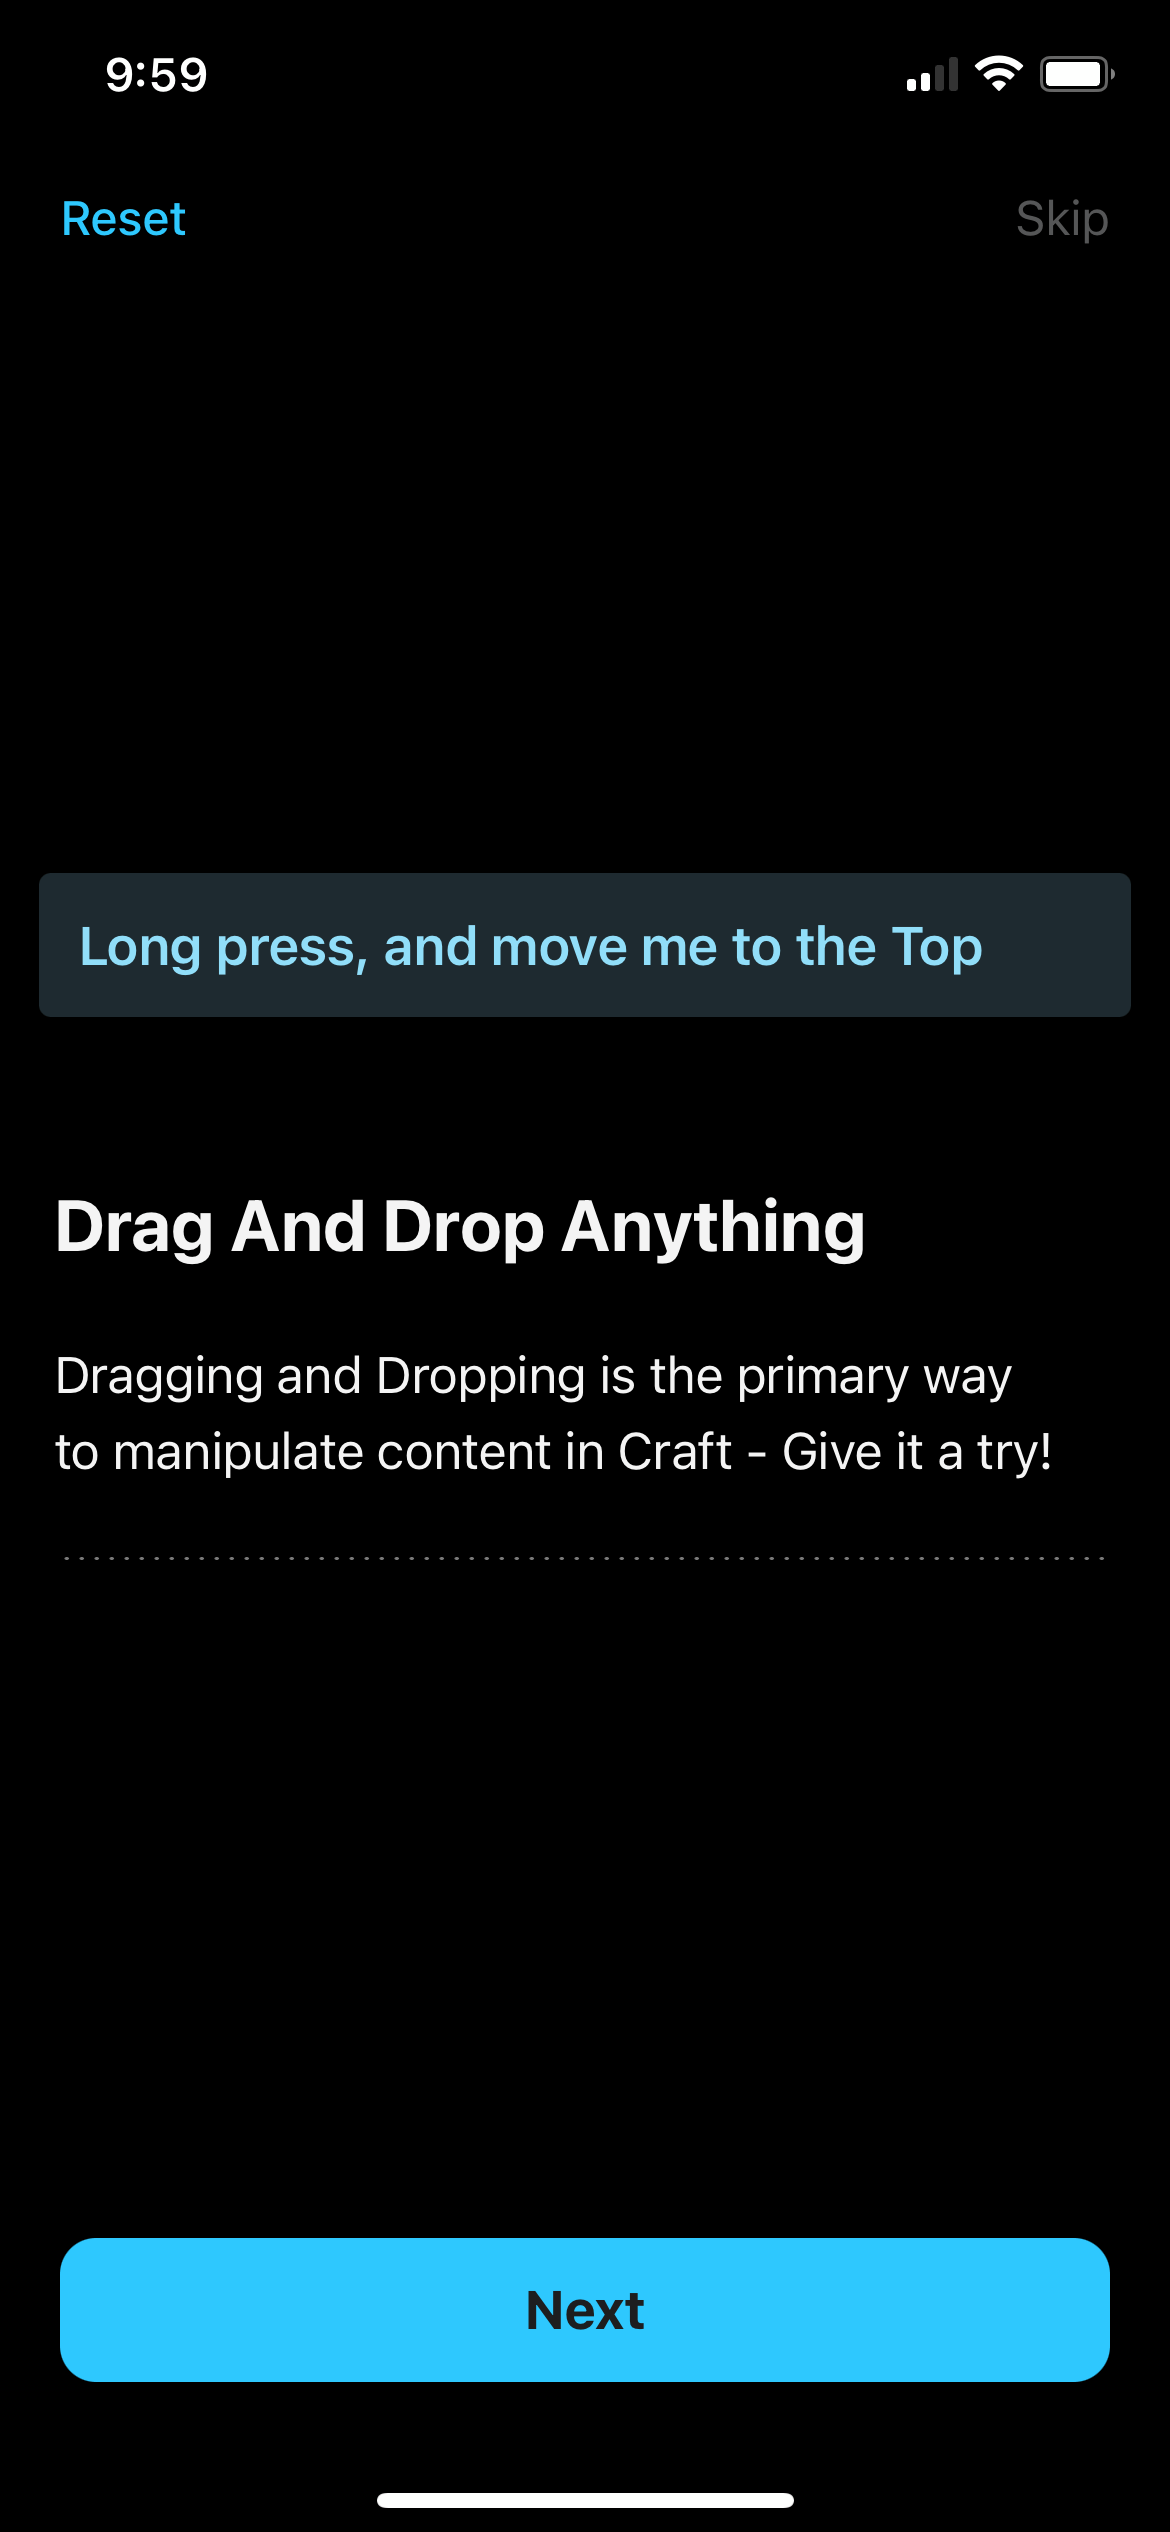 9:59
Reset
Skip
Long press, and move me to the Top
Drag And Drop Anything
Dragging and Dropping is the primary way
to manipulate content in Craft - Give it a try!
Next